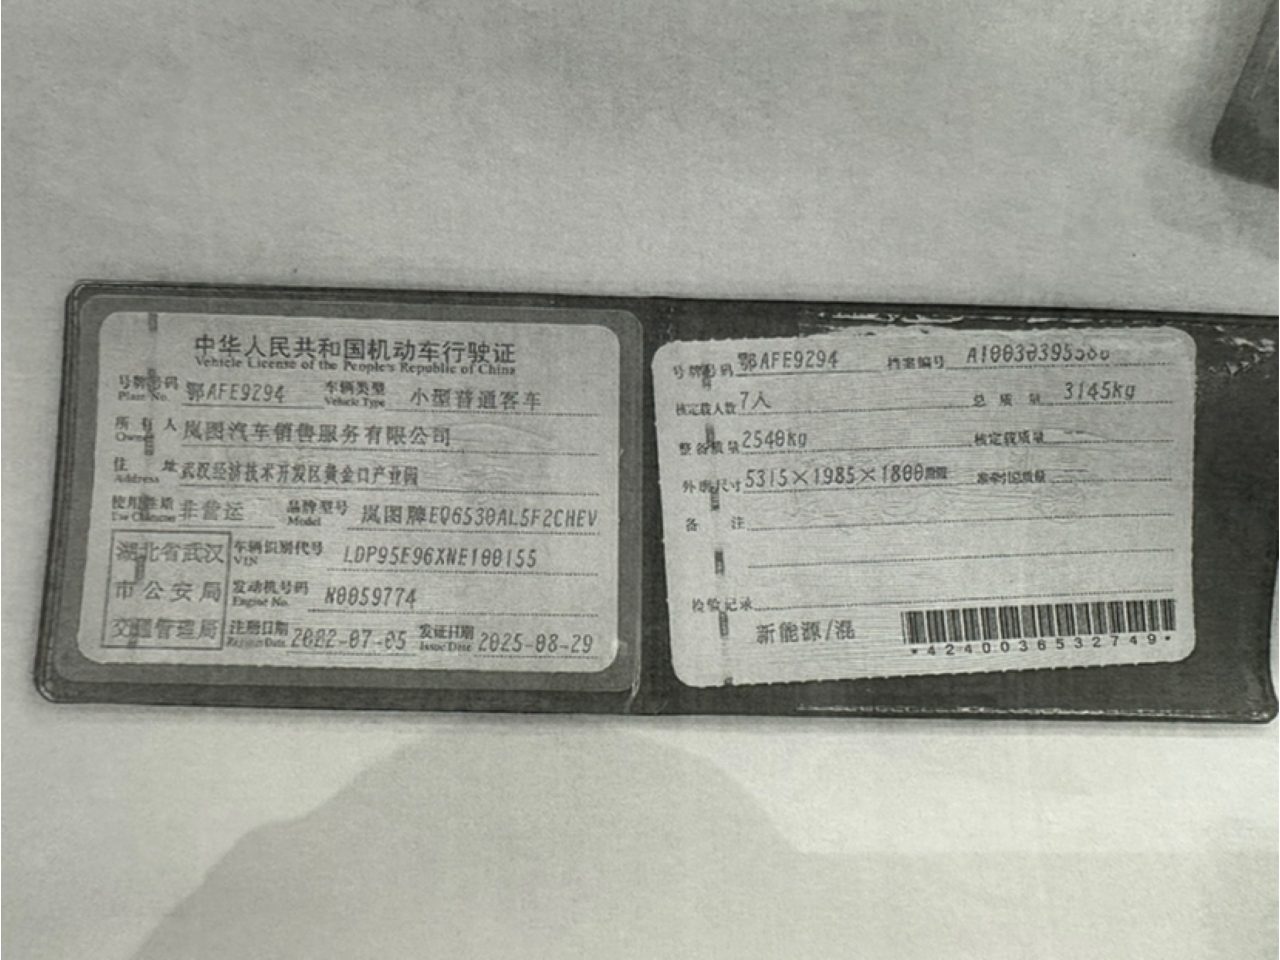 中华人民共和国机动车行驶证
Vehicle License of the People's Republic of China
号牌号码 Plate No. 鄂AFE9294 车辆类型 Vehicle Type 小型普通客车
所有人 Owner 岚图汽车销售服务有限公司
住址 Address 武汉经济技术开发区黄金口产业园
使用性质 Use Character 非营运 品牌型号 Model 岚图牌EQ6530AL5F2CHEV
湖北省武汉市公安局交通管理局
车辆识别代号 VIN LDP95E96XNE100155
发动机号码 Engine No. N0059774
注册日期 Register Date 2022-07-05 发证日期 Issue Date 2025-08-29
号牌号码 鄂AFE9294 档案编号
核定载人数 7人 总质量 3145kg
整备质量 2540kg 核定载质量
外廓尺寸 5315×1985×1800mm 准牵引总质量
备注
检验记录
新能源/混
*4240036532749*